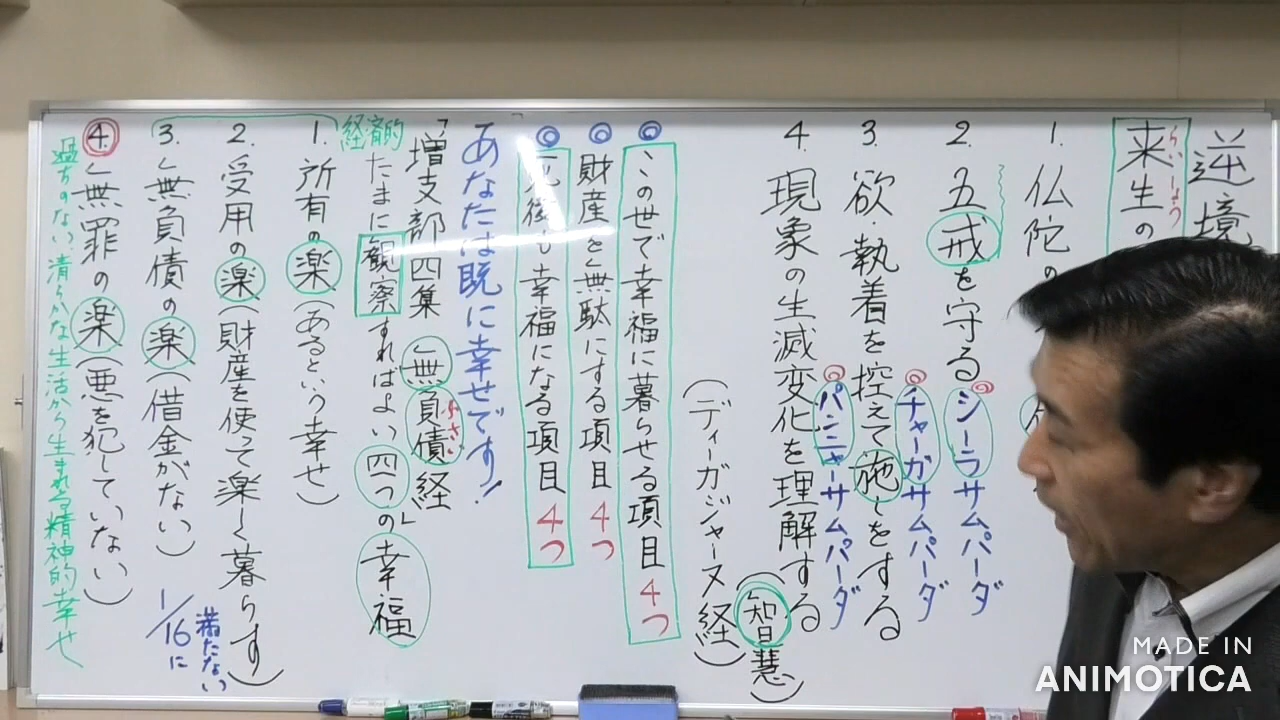 逆境
来生の
らいしょう
1. 仏陀の
2. 五戒を守る
シーラサムパーダ
3. 欲・執着を控えて施しをする
チャーガサムパーダ
4. 現象の生滅変化を理解する
パンニャーサムパーダ
(智慧)
(ディーガジャーヌ経)
◎ この世で幸福に暮らせる項目 4つ
◎ 財産を無駄にする項目 4つ
◎ 死後も幸福になる項目 4つ
あなたは既に幸せです!
「増支部四集 無負債経」
ふさい
たまに観察すればよい四つの幸福
経済的
1. 所有の楽(あるという幸せ)
2. 受用の楽(財産を使って楽しく暮らす)
3. 無負債の楽(借金がない)
1/16に
満たない
4. 無罪の楽(悪を犯していない)
過ちのない清らかな生活から生まれる精神的幸せ
MADE IN
ANIMOTICA